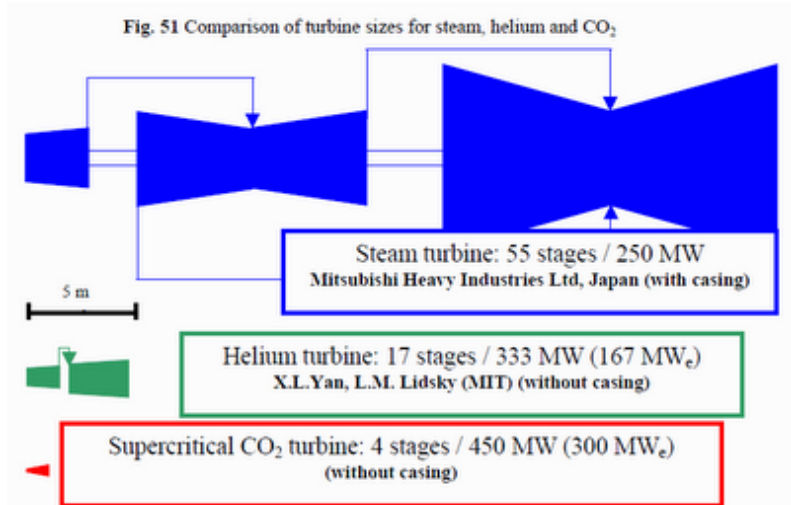 Fig. 51 Comparison of turbine sizes for steam, helium and CO₂
Steam turbine: 55 stages / 250 MW
Mitsubishi Heavy Industries Ltd, Japan (with casing)
5 m
Helium turbine: 17 stages / 333 MW (167 MWₑ)
X.L.Yan, L.M. Lidsky (MIT) (without casing)
Supercritical CO₂ turbine: 4 stages / 450 MW (300 MWₑ)
(without casing)